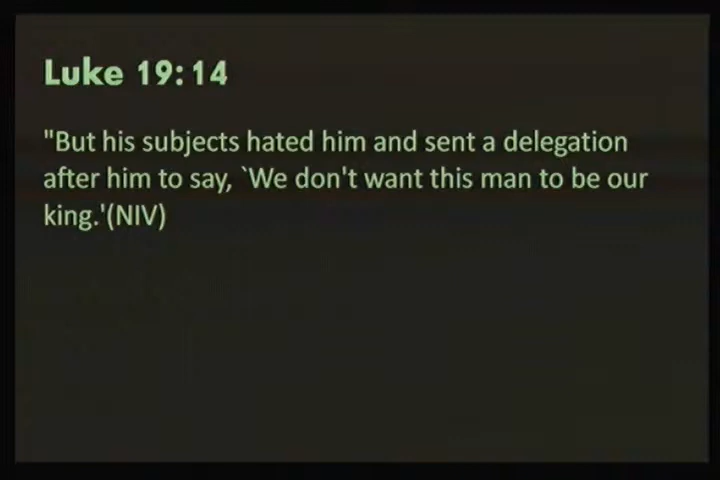 Luke 19:14
"But his subjects hated him and sent a delegation
after him to say, `We don't want this man to be our
king.'(NIV)